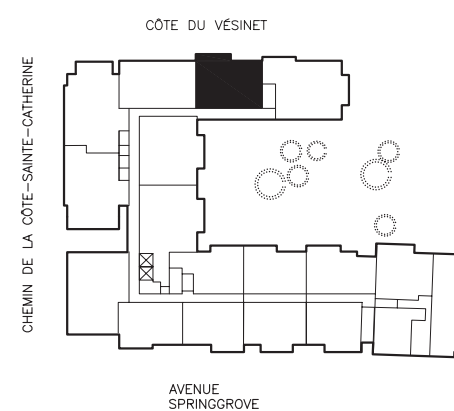 CÔTE DU VÉSINET
CHEMIN DE LA CÔTE-SAINTE-CATHERINE
AVENUE
SPRINGGROVE